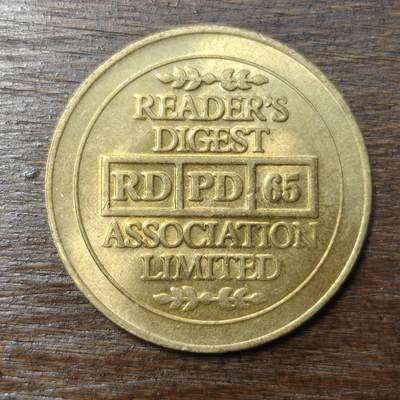 READER'S
DIGEST
RD PD 65
ASSOCIATION
LIMITED